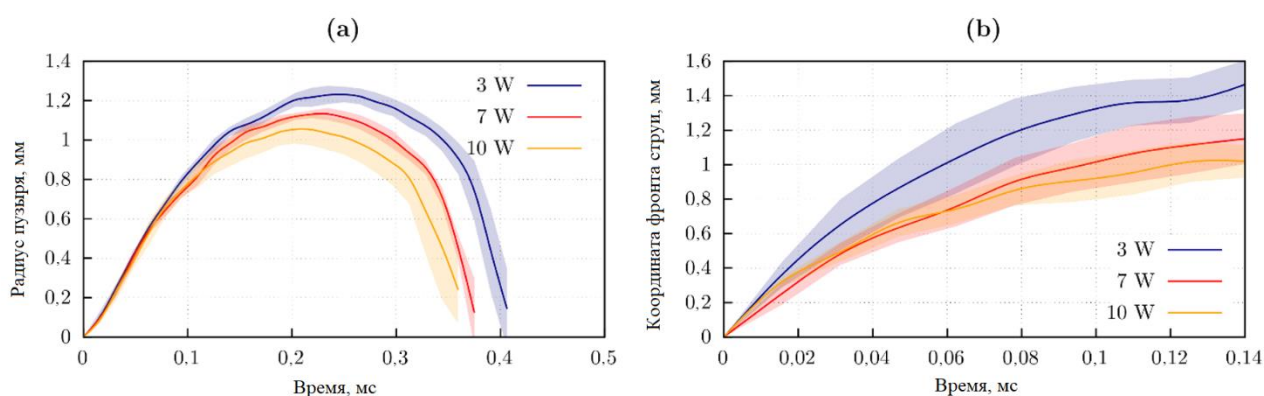 (a)
Радиус пузыря, мм
1,4
1.2
1
0.8
0.6
0.4
0.2
0
0
0,1
0,2
0,3
0,4
0,5
Время, мс
3 W
7 W
10 W
(b)
Координата фронта струи, мм
1,6
1.4
1.2
1
0.8
0.6
0.4
0.2
0
0
0,02
0,04
0,06
0,08
0,1
0,12
0,14
Время, мс
3 W
7 W
10 W